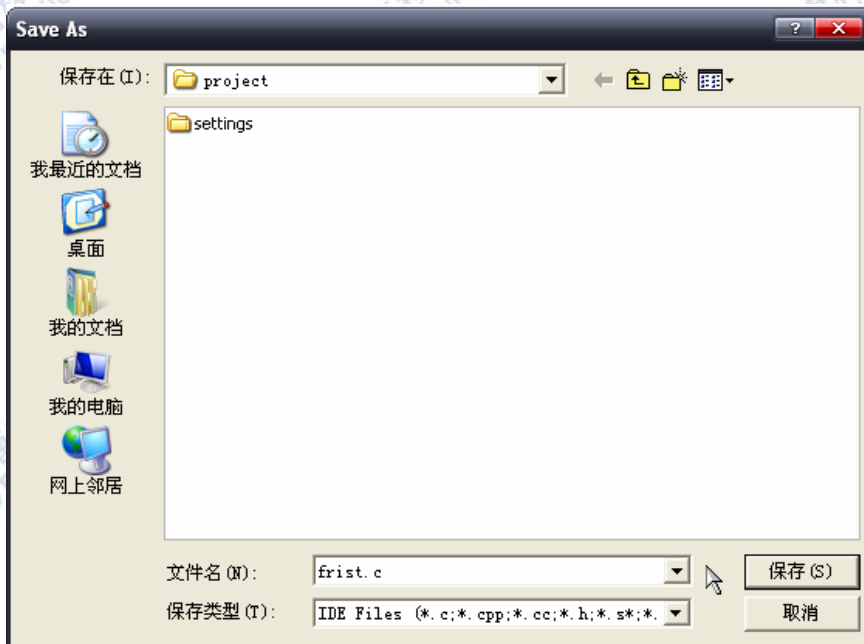 Save As
保存在(I):
project
settings
我最近的文档
桌面
我的文档
我的电脑
网上邻居
文件名(N):
frist.c
保存(S)
保存类型(T):
IDE Files (*.c;*.cpp;*.cc;*.h;*.s*;*.
取消